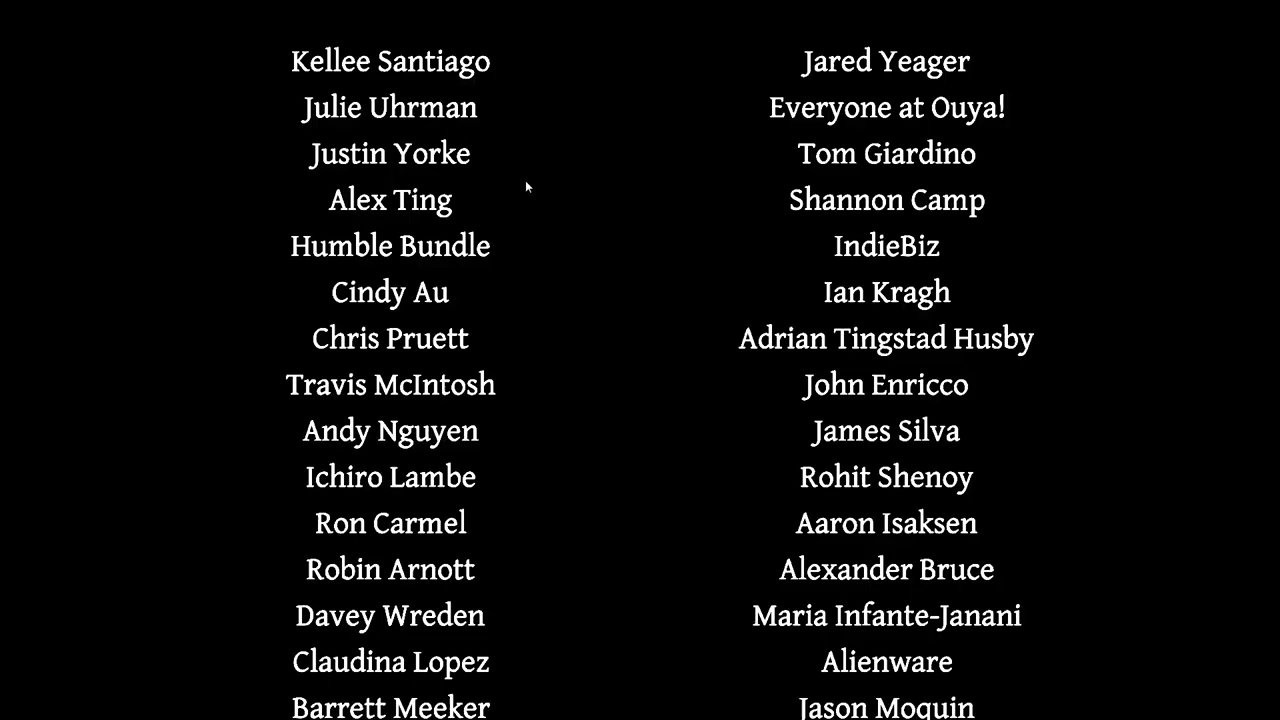 Kellee Santiago
Julie Uhrman
Justin Yorke
Alex Ting
Humble Bundle
Cindy Au
Chris Pruett
Travis McIntosh
Andy Nguyen
Ichiro Lambe
Ron Carmel
Robin Arnott
Davey Wreden
Claudina Lopez
Barrett Meeker
Jared Yeager
Everyone at Ouya!
Tom Giardino
Shannon Camp
IndieBiz
Ian Kragh
Adrian Tingstad Husby
John Enricco
James Silva
Rohit Shenoy
Aaron Isaksen
Alexander Bruce
Maria Infante-Janani
Alienware
Jason Moquin